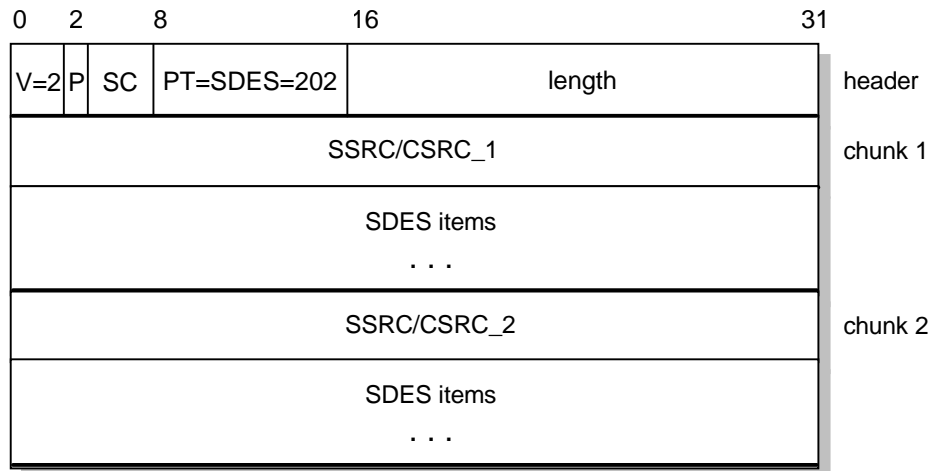 0 2 8 16 31
V=2 P SC PT=SDES=202 length header
SSRC/CSRC_1 chunk 1
SDES items
. . .
SSRC/CSRC_2 chunk 2
SDES items
. . .